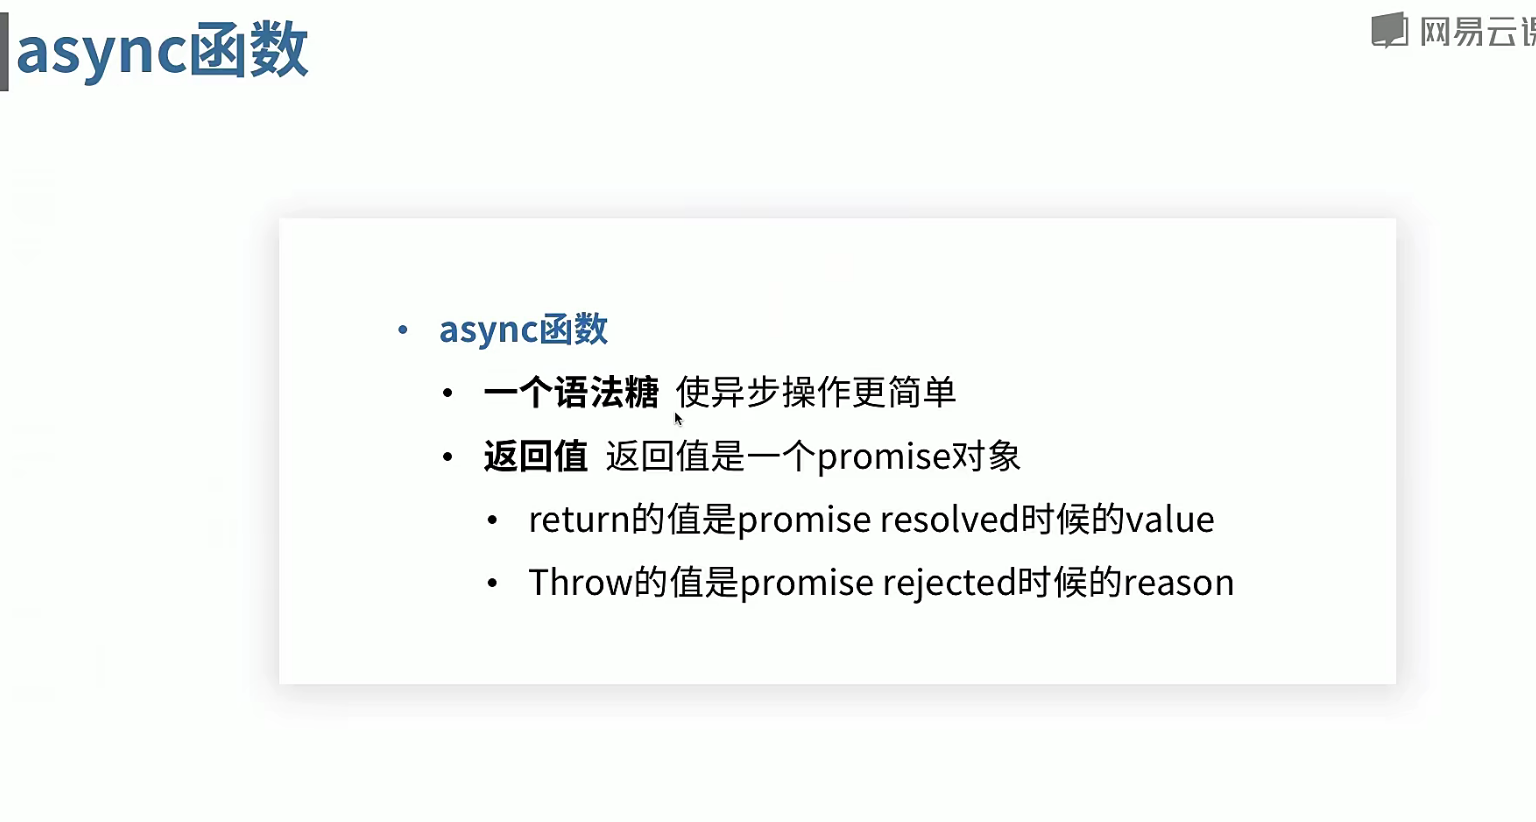 async函数
网易云课
async函数
一个语法糖 使异步操作更简单
返回值 返回值是一个promise对象
return的值是promise resolved时候的value
Throw的值是promise rejected时候的reason